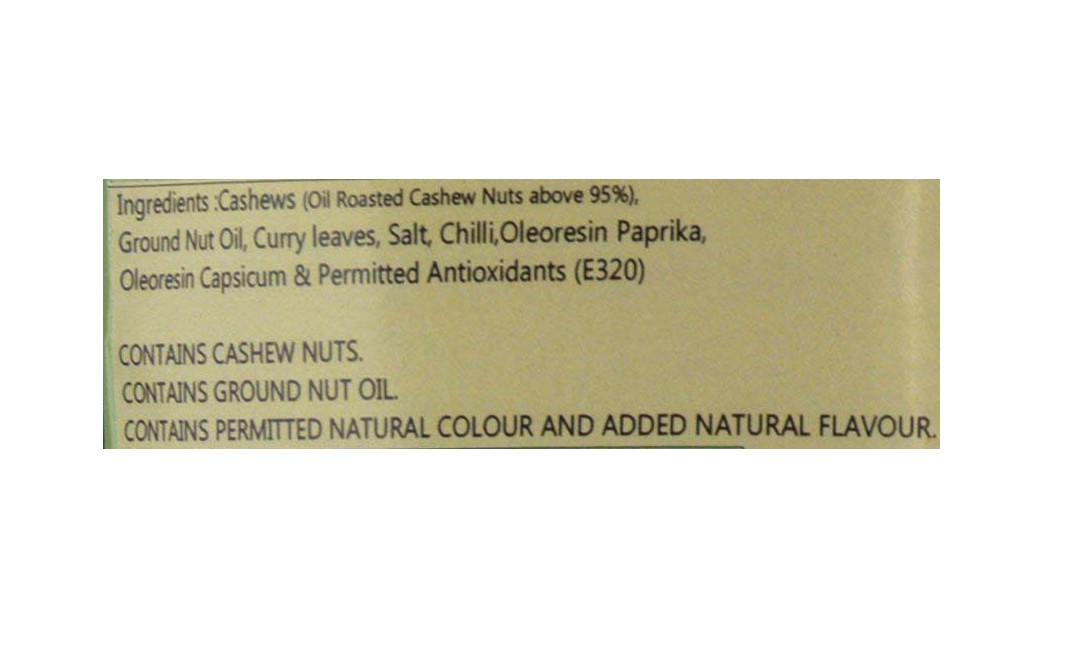 Ingredients :Cashews (Oil Roasted Cashew Nuts above 95%),
Ground Nut Oil, Curry leaves, Salt, Chilli,Oleoresin Paprika,
Oleoresin Capsicum & Permitted Antioxidants (E320)
CONTAINS CASHEW NUTS.
CONTAINS GROUND NUT OIL.
CONTAINS PERMITTED NATURAL COLOUR AND ADDED NATURAL FLAVOUR.